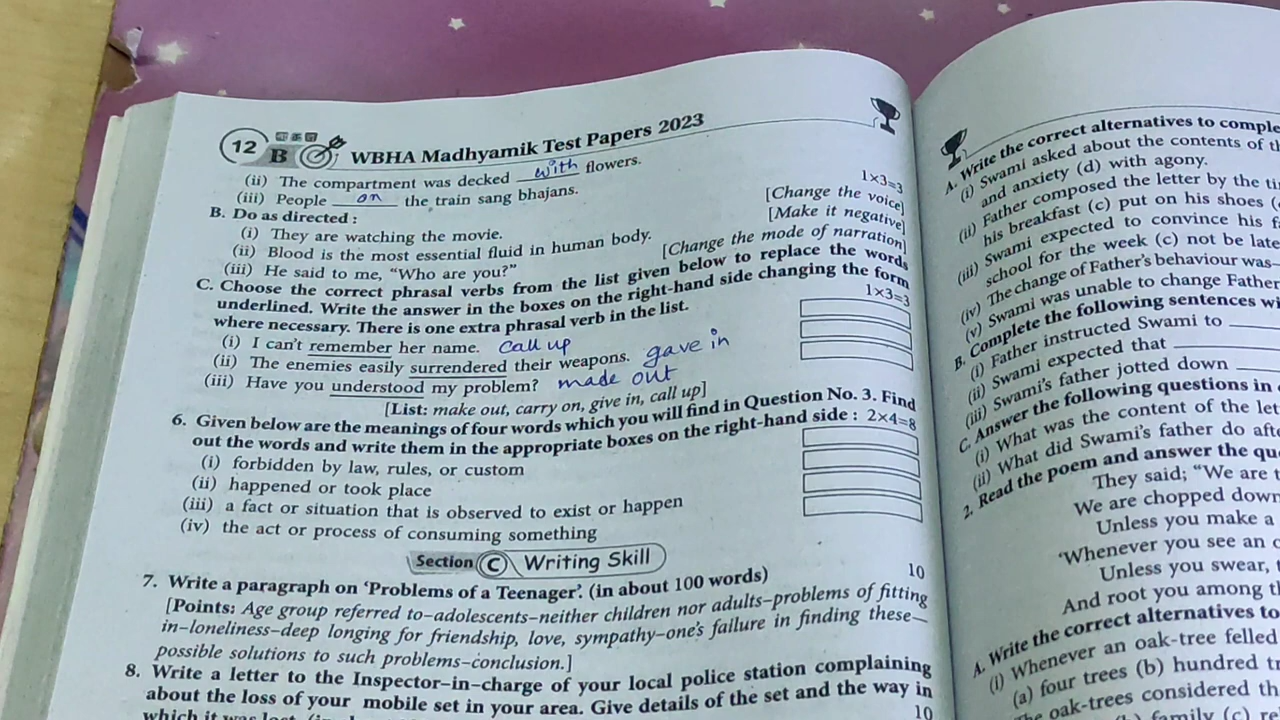 12
B
WBHA Madhyamik Test Papers 2023
(ii) The compartment was decked with flowers.
(iii) People on the train sang bhajans.
1×3=3
B. Do as directed :
(i) They are watching the movie. [Change the voice]
(ii) Blood is the most essential fluid in human body. [Make it negative]
(iii) He said to me, “Who are you?” [Change the mode of narration]
C. Choose the correct phrasal verbs from the list given below to replace the words
underlined. Write the answer in the boxes on the right-hand side changing the form
where necessary. There is one extra phrasal verb in the list. 1×3=3
(i) I can't remember her name. Call up
(ii) The enemies easily surrendered their weapons. gave in
(iii) Have you understood my problem? made out
[List: make out, carry on, give in, call up]
6. Given below are the meanings of four words which you will find in Question No. 3. Find
out the words and write them in the appropriate boxes on the right-hand side : 2×4=8
(i) forbidden by law, rules, or custom
(ii) happened or took place
(iii) a fact or situation that is observed to exist or happen
(iv) the act or process of consuming something
Section C Writing Skill
7. Write a paragraph on ‘Problems of a Teenager’. (in about 100 words) 10
[Points: Age group referred to–adolescents–neither children nor adults–problems of fitting
in–loneliness–deep longing for friendship, love, sympathy–one's failure in finding these–
possible solutions to such problems–conclusion.]
8. Write a letter to the Inspector-in-charge of your local police station complaining
about the loss of your mobile set in your area. Give details of the set and the way in
which it was lost. 10
A. Write the correct alternatives to
(i) Swami asked about the contents of
and anxiety (d) with agony.
(ii) Father composed the letter by the
his breakfast (c) put on his shoes
(iii) Swami expected to convince his
school for the week (c) not be late
(iv) The change of Father's behaviour was–
(v) Swami was unable to change Father
B. Complete the following sentences
(i) Father instructed Swami to
(ii) Swami expected that
(iii) Swami's father jotted down
C. Answer the following questions in
(i) What was the content of the
(ii) What did Swami's father do
2. Read the poem and answer the
They said; “We are
We are chopped down
Unless you make a
‘Whenever you see an
Unless you swear,
And root you among
A. Write the correct alternatives to
(i) Whenever an oak-tree felled
(a) four trees (b) hundred
oak-trees considered
family (c)